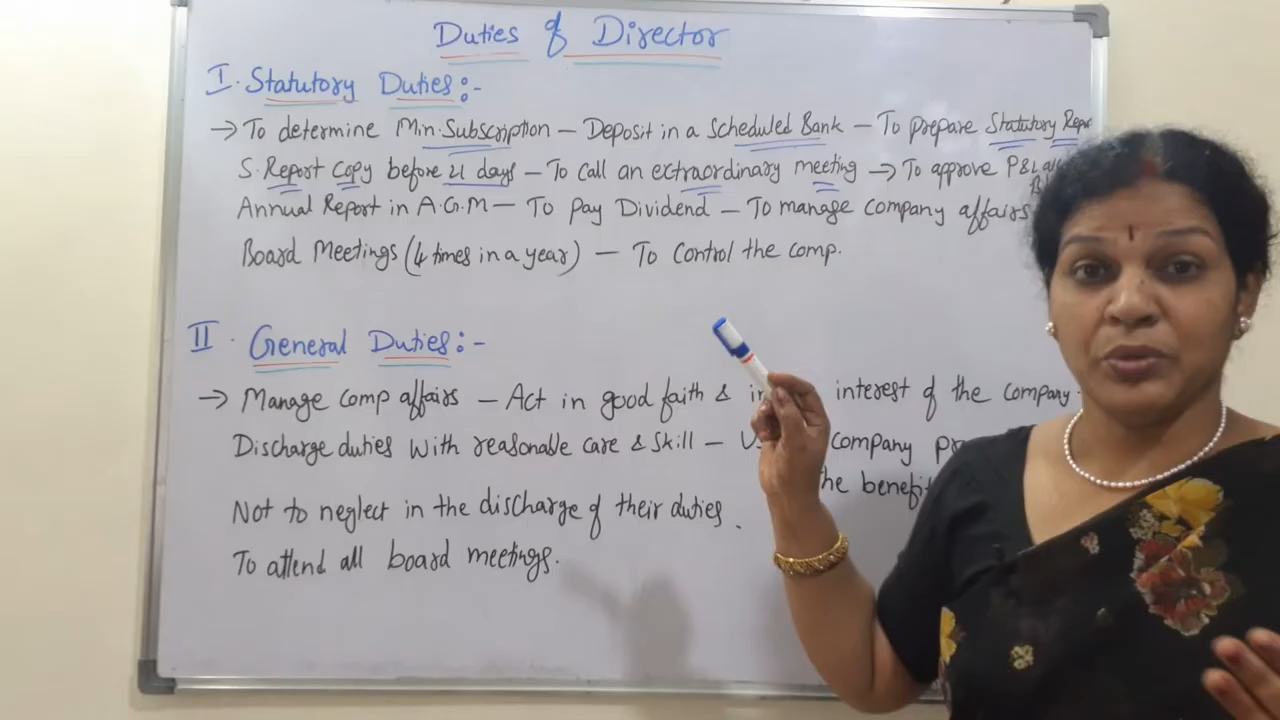 Duties of Director
I. Statutory Duties:-
→ To determine Min. Subscription – Deposit in a Scheduled Bank – To prepare Statutory
S. Report Copy before 21 days – To call an extraordinary meeting → To approve P&L
Annual Report in A.G.M – To Pay Dividend – To manage company affairs
Board Meetings (4 times in a year) – To Control the comp.
II. General Duties:-
→ Manage comp affairs – Act in good faith & interest of the company.
Discharge duties With reasonable care & Skill – company
the benefit
Not to neglect in the discharge of their duties.
To attend all board meetings.